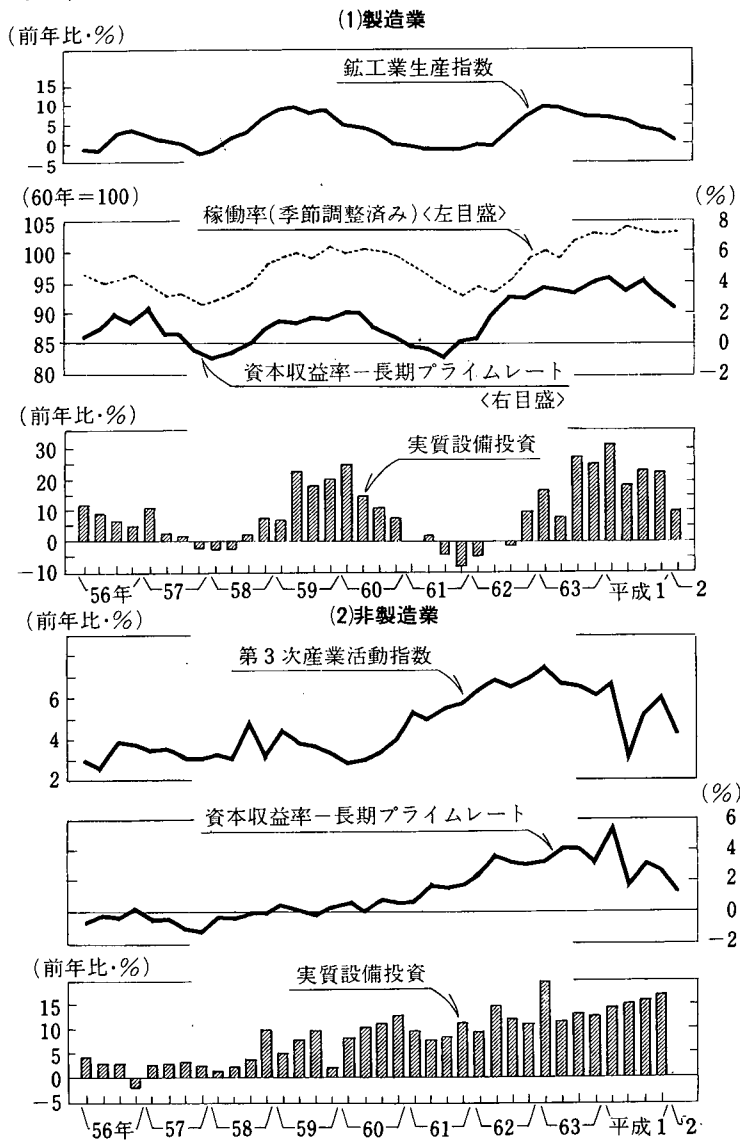 (1)製造業
(前年比・%)
鉱工業生産指数
15
10
5
0
−5
(60年=100)
稼働率(季節調整済み)<左目盛>
(%)
105
100
95
90
85
80
8
6
4
2
0
−2
資本収益率−長期プライムレート
<右目盛>
(前年比・%)
実質設備投資
30
20
10
0
−10
56年 57 58 59 60 61 62 63 平成1 2
(2)非製造業
(前年比・%)
第3次産業活動指数
6
4
2
(%)
資本収益率−長期プライムレート
6
4
2
0
−2
(前年比・%)
実質設備投資
15
10
5
0
−5
56年 57 58 59 60 61 62 63 平成1 2